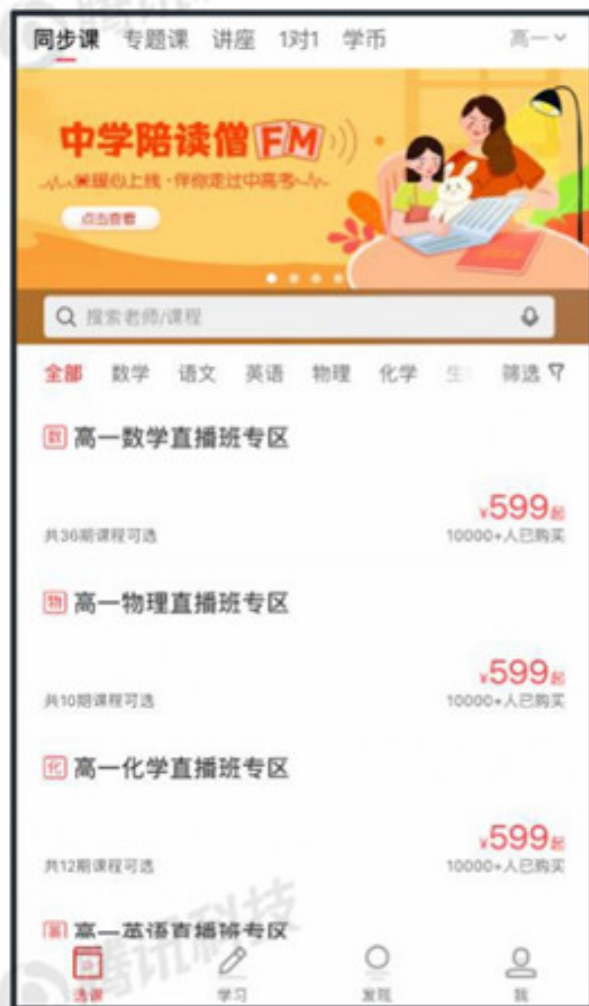 同步课 专题课 讲座 1对1 学币 高一
中学陪读僧FM
暖心上线·伴你走过中高考
点击查看
搜索老师/课程
全部 数学 语文 英语 物理 化学 生 筛选
数 高一数学直播班专区
¥599起
共36期课程可选 10000+人已购买
物 高一物理直播班专区
¥599起
共10期课程可选 10000+人已购买
化 高一化学直播班专区
¥599起
共12期课程可选 10000+人已购买
英 高一英语直播班专区
选课 学习 发现 我
腾讯科技